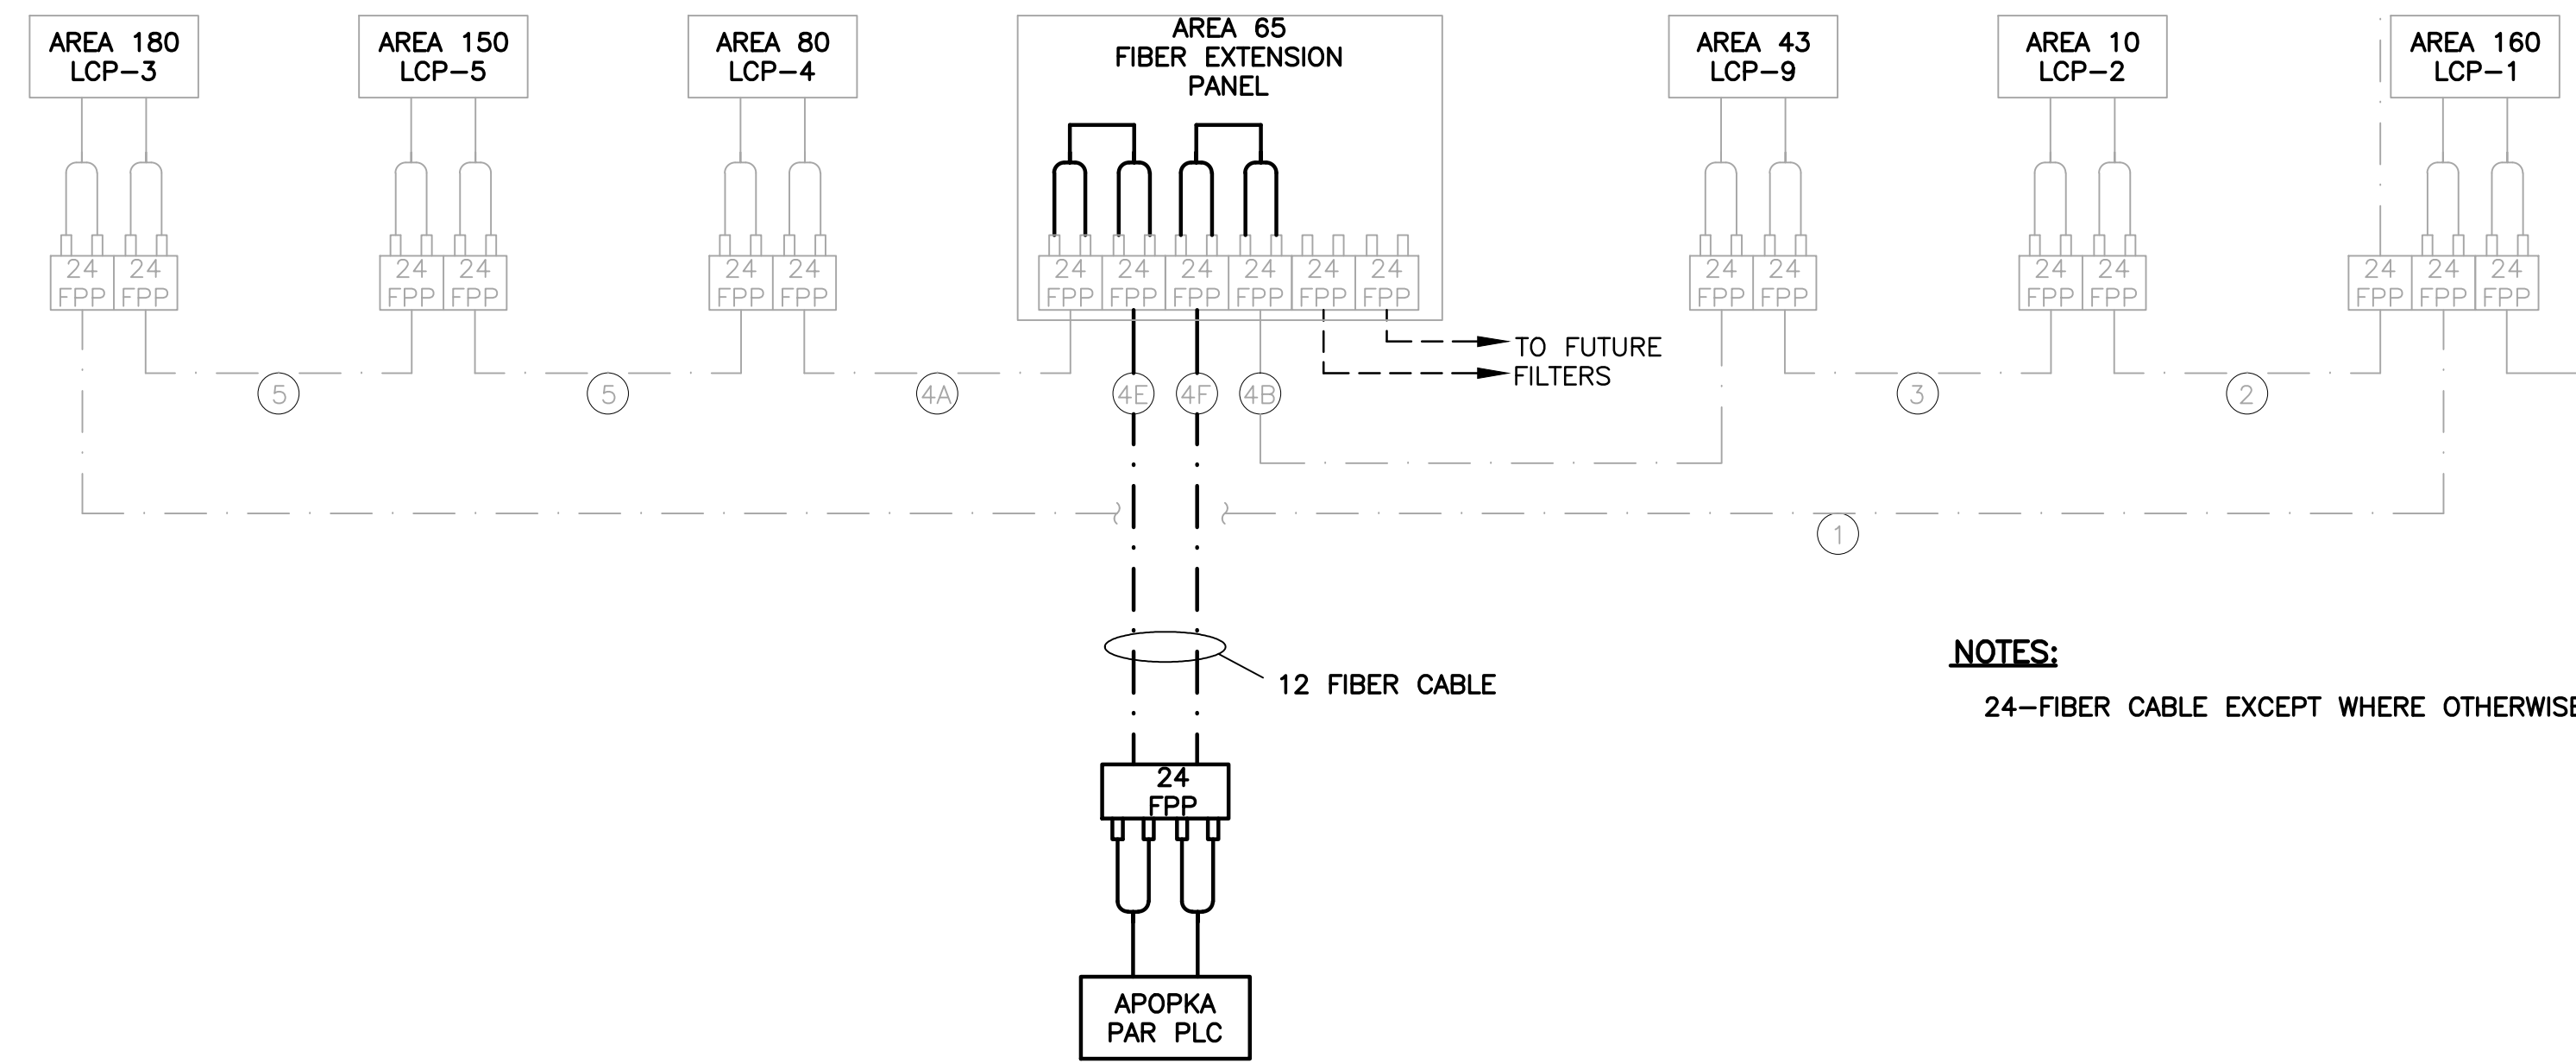 AREA 180
LCP-3
AREA 150
LCP-5
AREA 80
LCP-4
AREA 65
FIBER EXTENSION
PANEL
AREA 43
LCP-9
AREA 10
LCP-2
AREA 160
LCP-1
24
FPP
24
FPP
24
FPP
24
FPP
24
FPP
24
FPP
24
FPP
24
FPP
24
FPP
24
FPP
24
FPP
24
FPP
24
FPP
24
FPP
24
FPP
24
FPP
24
FPP
24
FPP
24
FPP
TO FUTURE
FILTERS
5
5
4A
4E
4F
4B
3
2
1
12 FIBER CABLE
NOTES:
24-FIBER CABLE EXCEPT WHERE OTHERWISE
24
FPP
APOPKA
PAR PLC